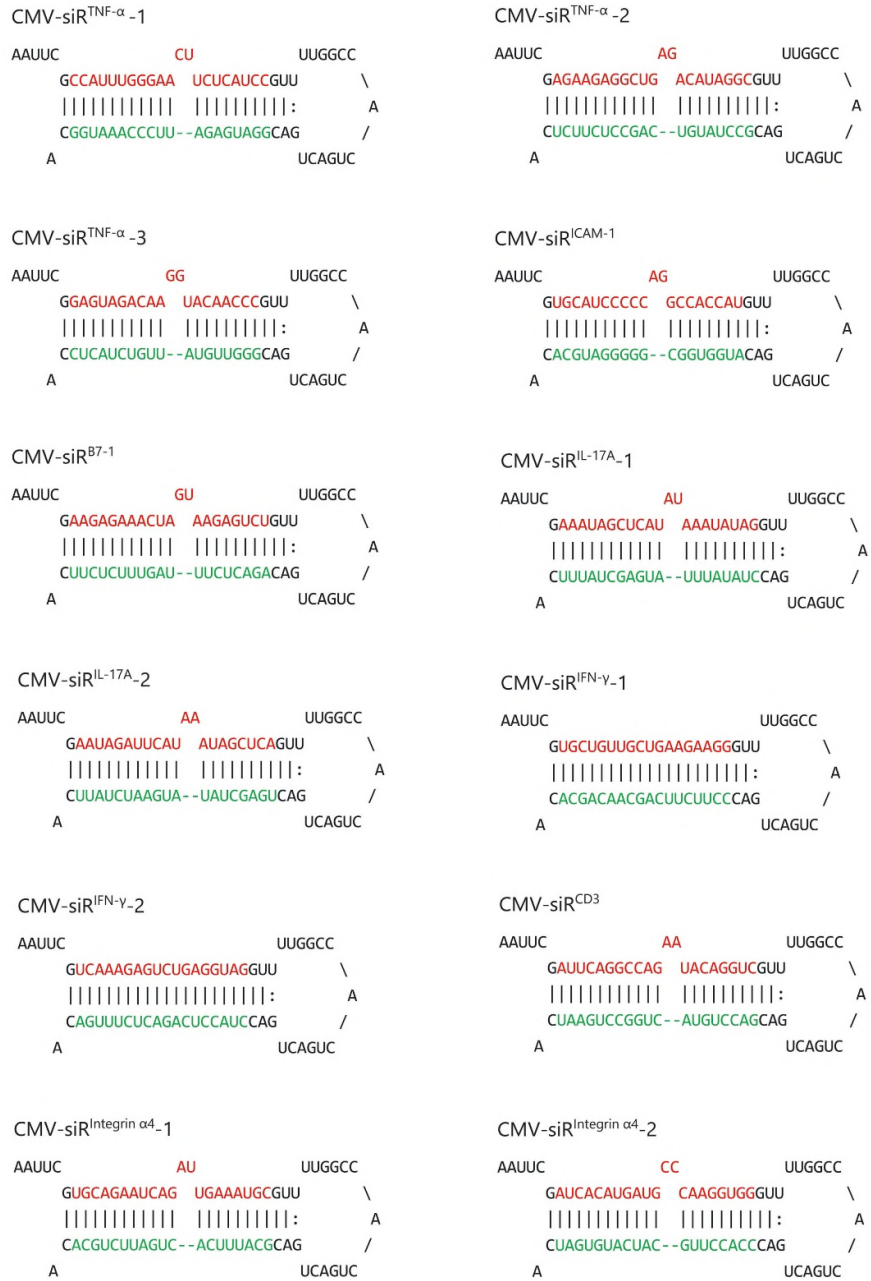 CMV-siR^TNF-α -1
AAUUC CU UUGGCC
GCCAUUUGGGAA UCUCAUCCGUU \
|||||||||||| ||||||||||: A
CGGUAAACCCUU--AGAGUAGGCAG /
A UCAGUC
CMV-siR^TNF-α -2
AAUUC AG UUGGCC
GAGAAGAGGCUG ACAUAGGCGUU \
|||||||||||| ||||||||||: A
CUCUUCUCCGAC--UGUAUCCGCAG /
A UCAGUC
CMV-siR^TNF-α -3
AAUUC GG UUGGCC
GGAGUAGACAA UACAACCCGUU \
||||||||||| ||||||||||: A
CCUCAUCUGUU--AUGUUGGGCAG /
A UCAGUC
CMV-siR^ICAM-1
AAUUC AG UUGGCC
GUGCAUCCCCC GCCACCAUGUU \
||||||||||| ||||||||||: A
CACGUAGGGGG--CGGUGGUACAG /
A UCAGUC
CMV-siR^B7-1
AAUUC GU UUGGCC
GAAGAGAAACUA AAGAGUCUGUU \
|||||||||||| ||||||||||: A
CUUCUCUUUGAU--UUCUCAGACAG /
A UCAGUC
CMV-siR^IL-17A-1
AAUUC AU UUGGCC
GAAAUAGCUCAU AAAUAUAGGUU \
|||||||||||| ||||||||||: A
CUUUAUCGAGUA--UUUAUAUCCAG /
A UCAGUC
CMV-siR^IL-17A-2
AAUUC AA UUGGCC
GAAUAGAUUCAU AUAGCUCAGUU \
|||||||||||| ||||||||||: A
CUUAUCUAAGUA--UAUCGAGUCAG /
A UCAGUC
CMV-siR^IFN-γ-1
AAUUC UUGGCC
GUGCUGUUGCUGAAGAAGGGUU \
|||||||||||||||||||||: A
CACGACAACGACUUCUUCCCAG /
A UCAGUC
CMV-siR^IFN-γ-2
AAUUC UUGGCC
GUCAAAGAGUCUGAGGUAGGUU \
|||||||||||||||||||||: A
CAGUUUCUCAGACUCCAUCCAG /
A UCAGUC
CMV-siR^CD3
AAUUC AA UUGGCC
GAUUCAGGCCAG UACAGGUCGUU \
|||||||||||| ||||||||||: A
CUAAGUCCGGUC--AUGUCCAGCAG /
A UCAGUC
CMV-siR^Integrin α4-1
AAUUC AU UUGGCC
GUGCAGAAUCAG UGAAAUGCGUU \
|||||||||||| ||||||||||: A
CACGUCUUAGUC--ACUUUACGCAG /
A UCAGUC
CMV-siR^Integrin α4-2
AAUUC CC UUGGCC
GAUCACAUGAUG CAAGGUGGGUU \
|||||||||||| ||||||||||: A
CUAGUGUACUAC--GUUCCACCCAG /
A UCAGUC